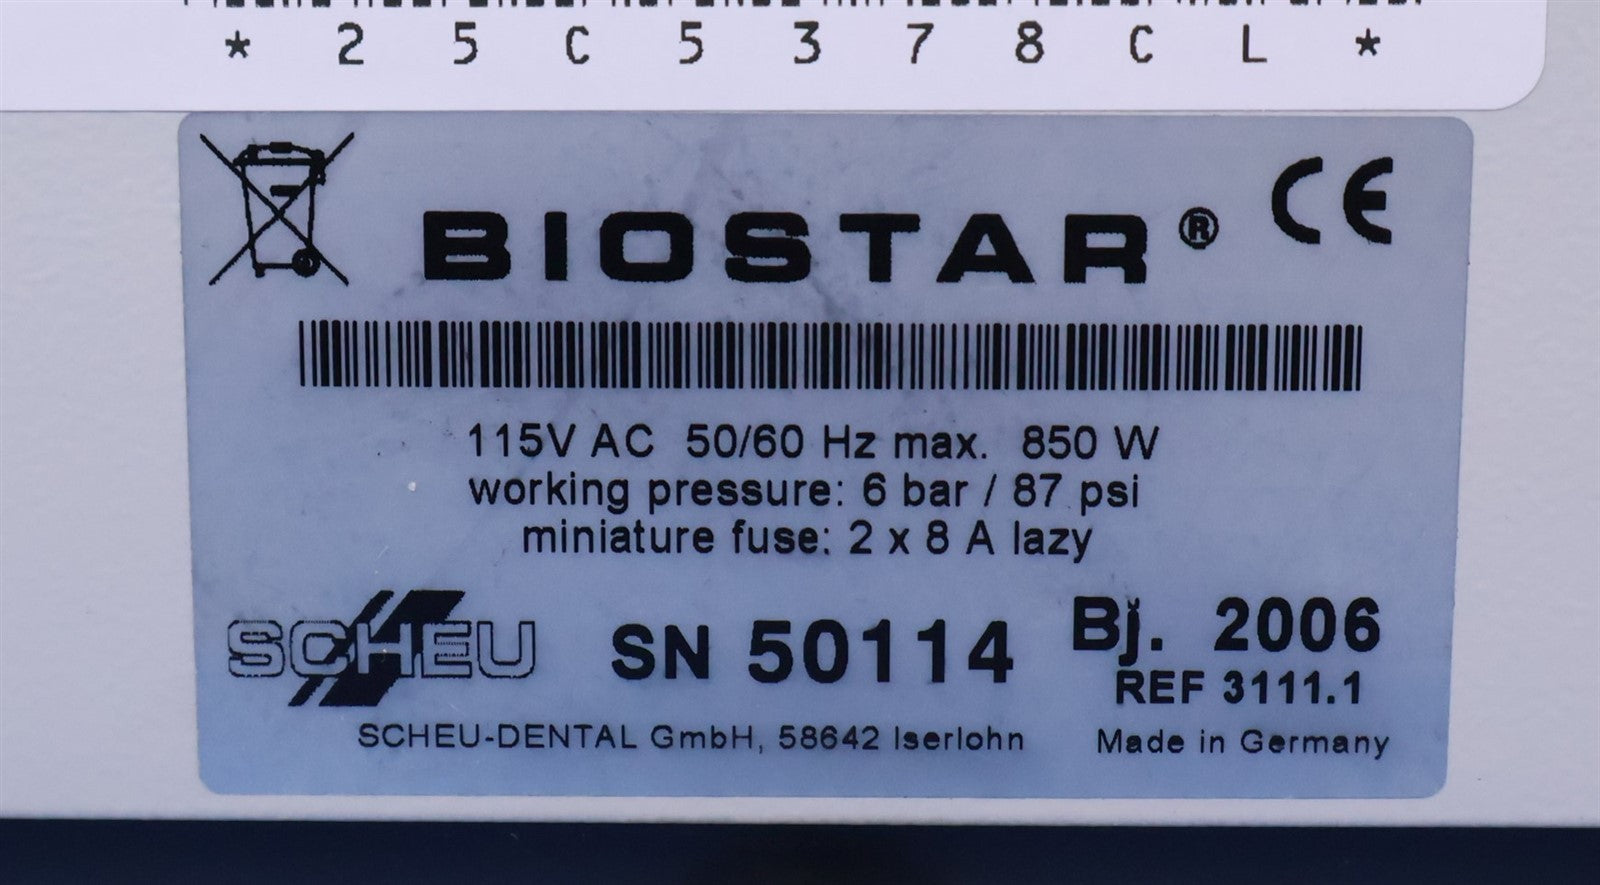 * 2 5 C 5 3 7 8 C L *
BIOSTAR® CE
115V AC 50/60 Hz max. 850 W
working pressure: 6 bar / 87 psi
miniature fuse: 2 x 8 A lazy
SCHEU SN 50114 Bj. 2006
REF 3111.1
SCHEU-DENTAL GmbH, 58642 Iserlohn Made in Germany